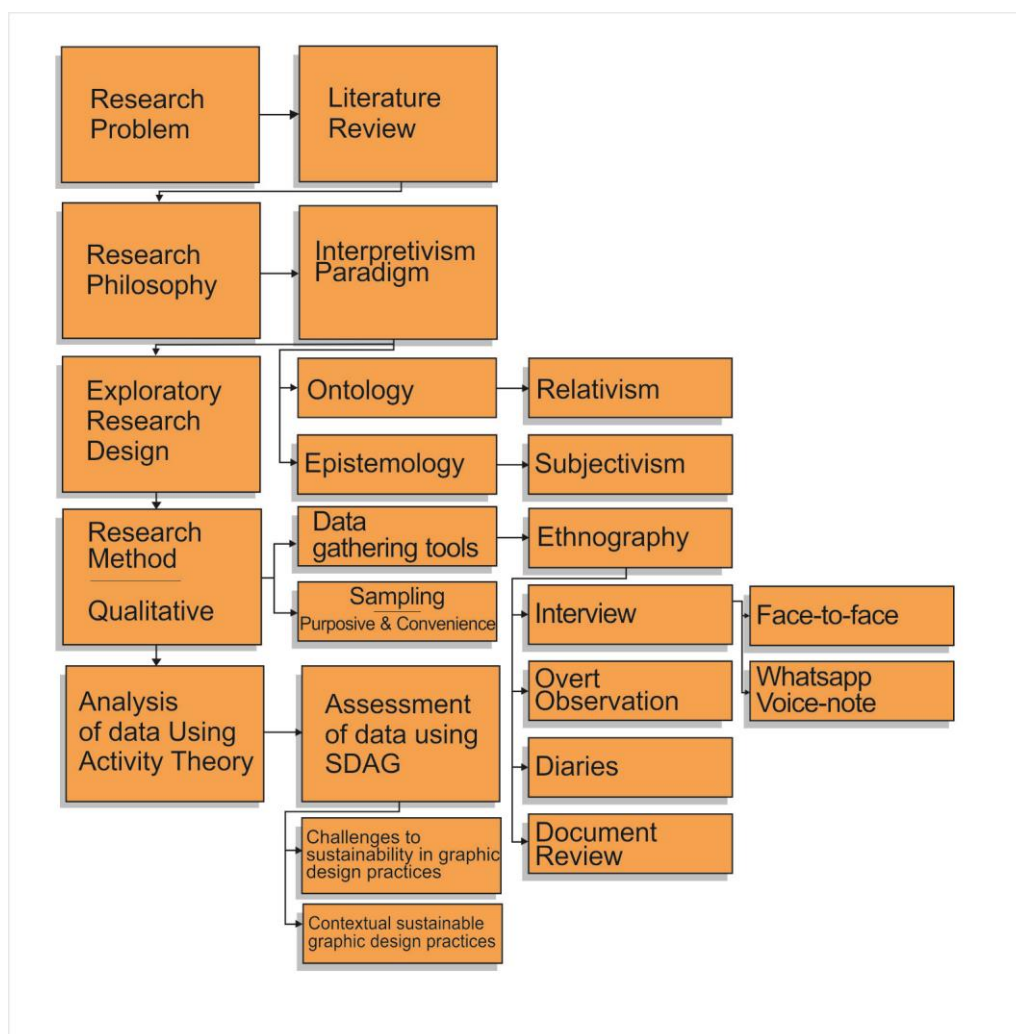 Research
Problem
Literature
Review
Research
Philosophy
Interpretivism
Paradigm
Exploratory
Research
Design
Ontology
Relativism
Epistemology
Subjectivism
Research
Method
Qualitative
Data
gathering tools
Ethnography
Sampling
Purposive & Convenience
Interview
Face-to-face
Whatsapp
Voice-note
Overt
Observation
Diaries
Document
Review
Analysis
of data Using
Activity Theory
Assessment
of data using
SDAG
Challenges to
sustainability in graphic
design practices
Contextual sustainable
graphic design practices